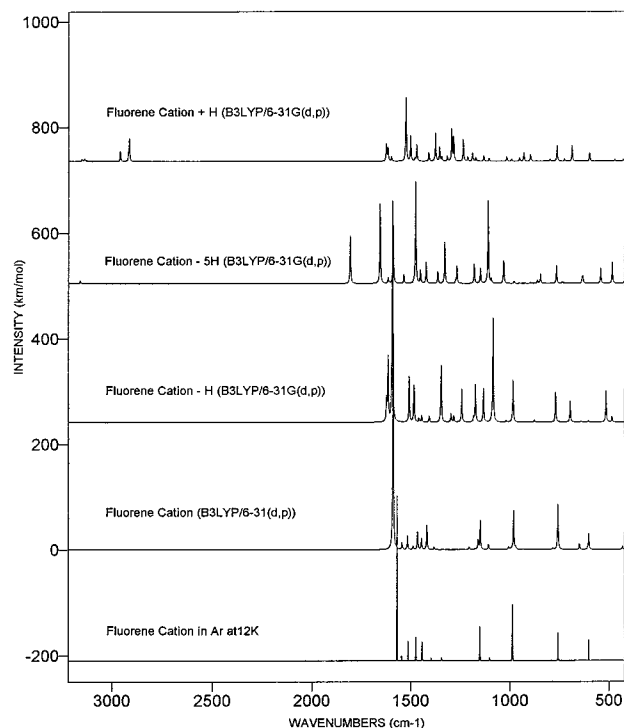 1000
Fluorene Cation + H (B3LYP/6-31G(d,p))
800
Fluorene Cation - 5H (B3LYP/6-31G(d,p))
600
INTENSITY (km/mol)
400
Fluorene Cation - H (B3LYP/6-31G(d,p))
200
Fluorene Cation (B3LYP/6-31(d,p))
0
Fluorene Cation in Ar at12K
-200
3000 2500 2000 1500 1000 500
WAVENUMBERS (cm-1)